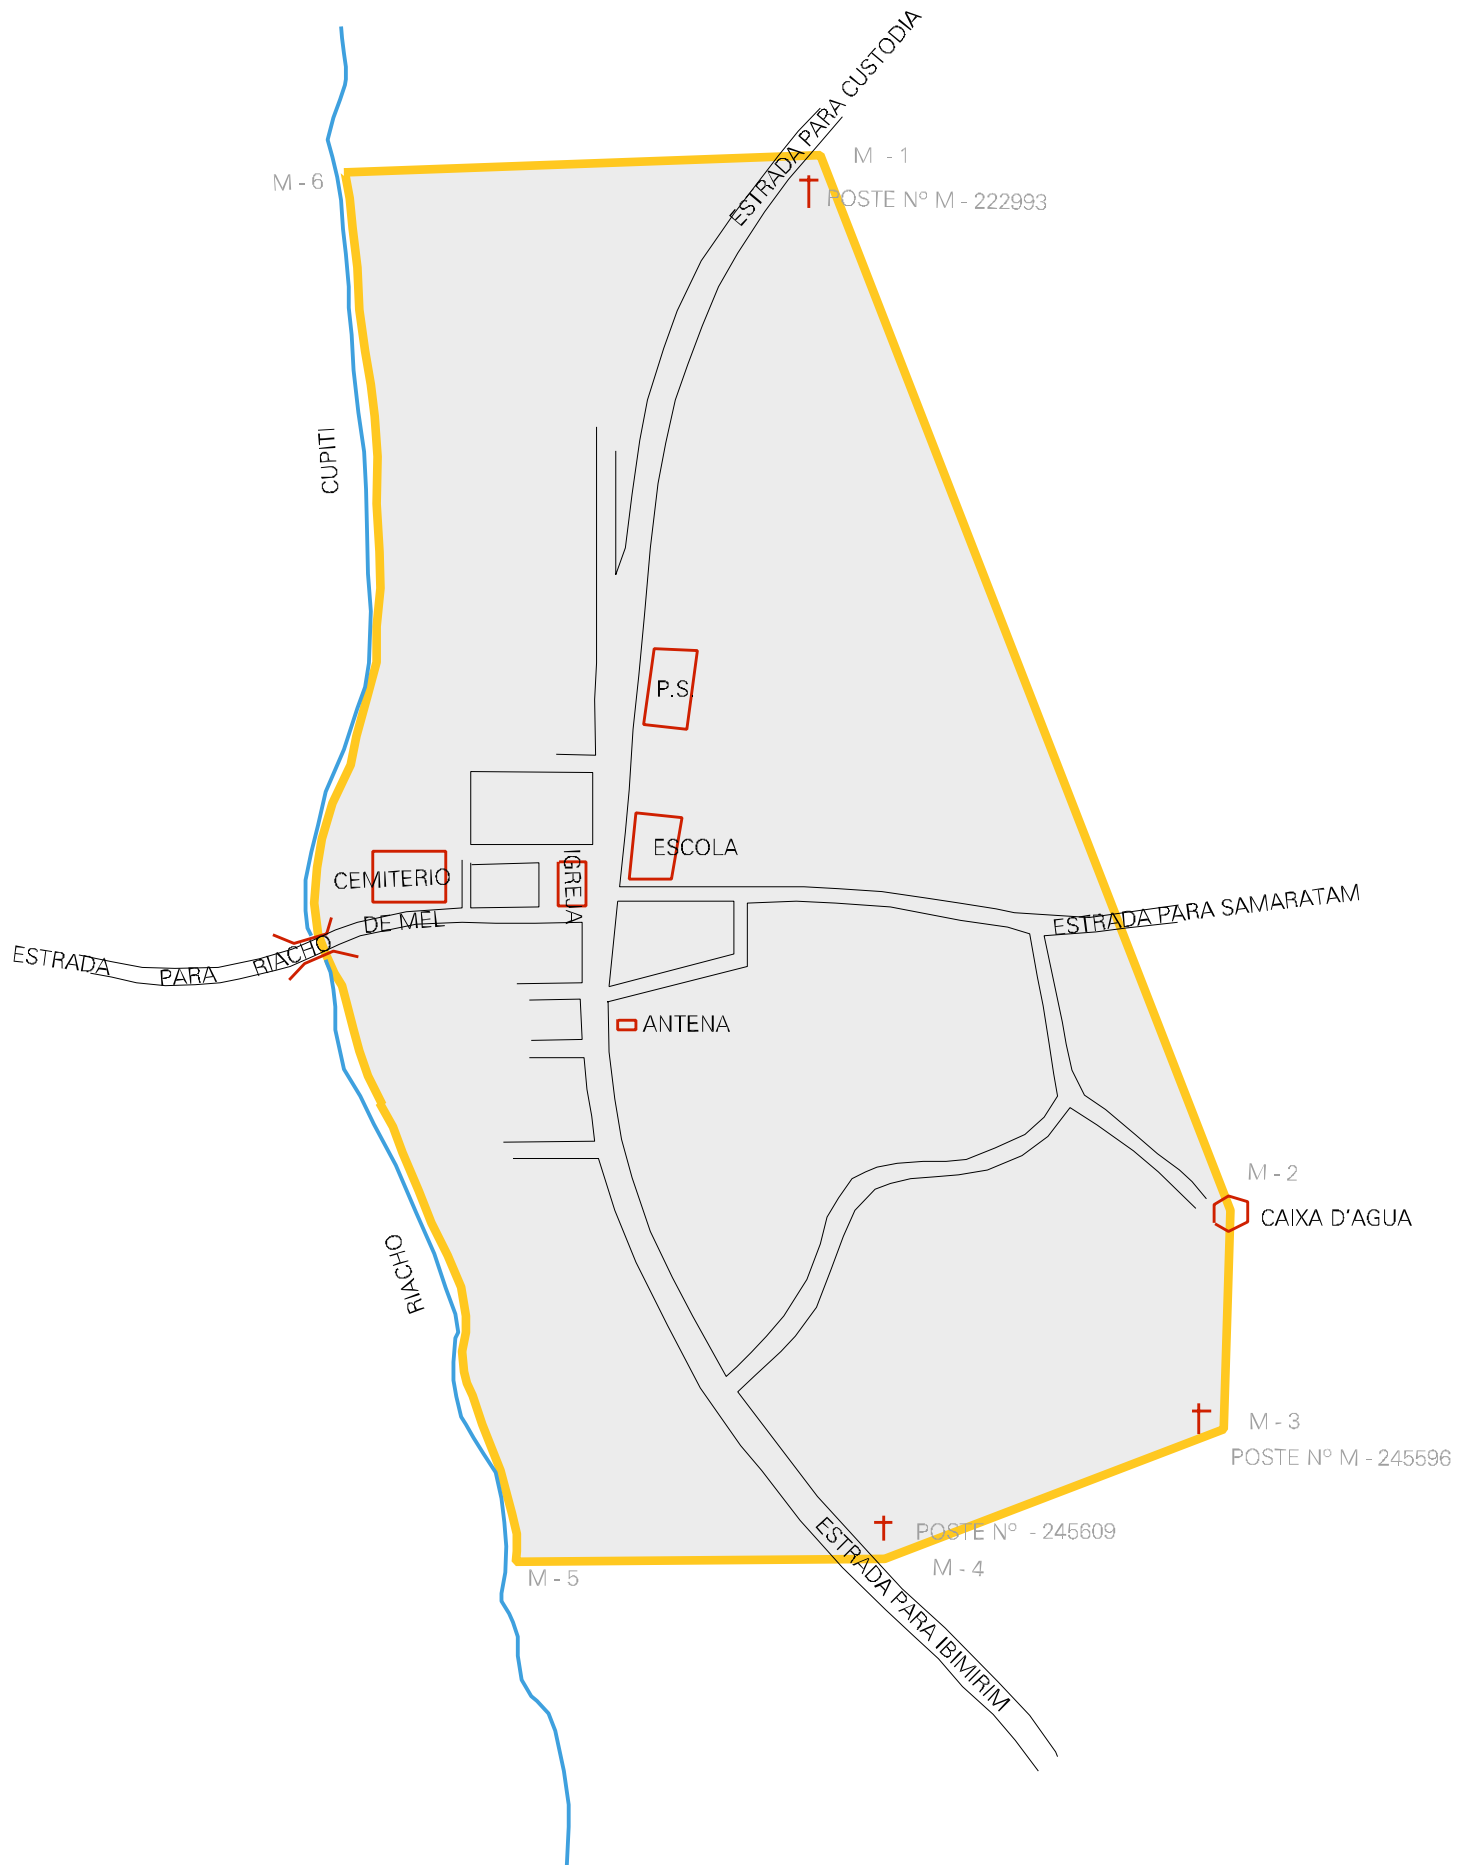 ESTRADA PARA CUSTODIA
M - 1
M - 6
POSTE Nº M - 222993
CUPITI
P.S.
ESCOLA
IGREJA
CEMITERIO
ESTRADA PARA SAMARATAM
ESTRADA PARA RIACHO DE MEL
ANTENA
M - 2
CAIXA D'AGUA
RIACHO
M - 3
POSTE Nº M - 245596
POSTE Nº - 245609
M - 4
M - 5
ESTRADA PARA IBIMIRIM